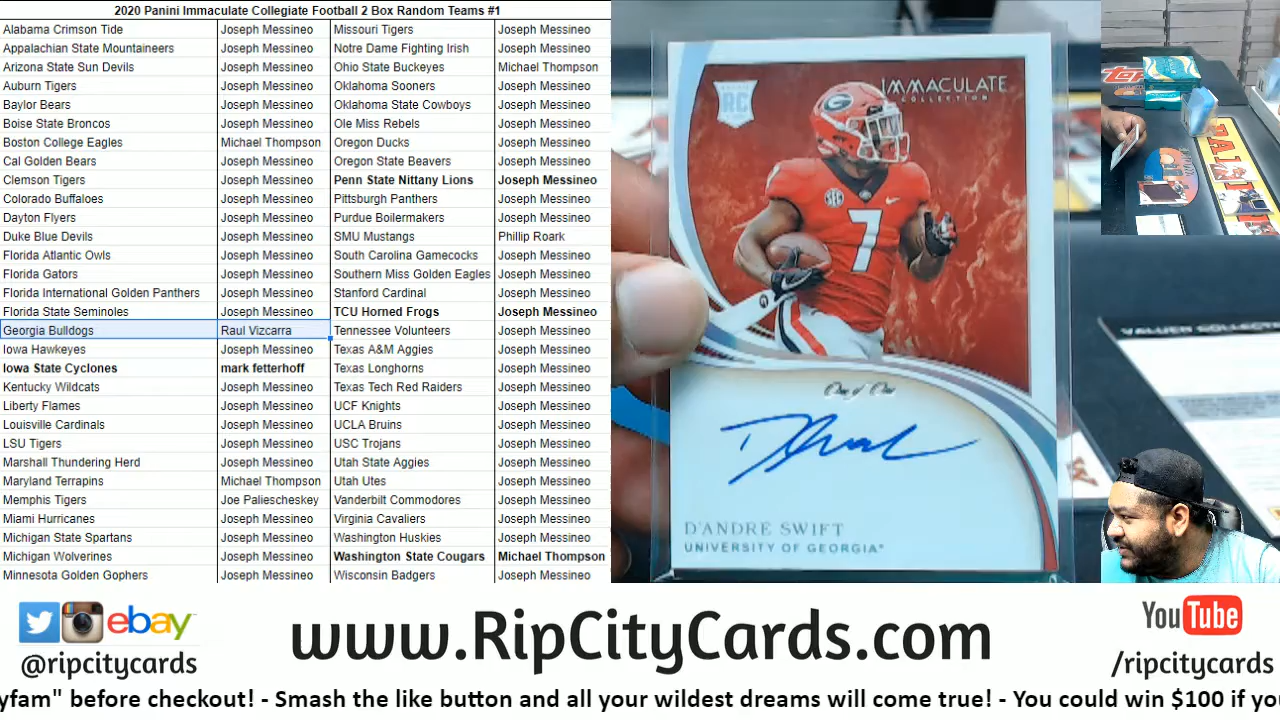 2020 Panini Immaculate Collegiate Football 2 Box Random Teams #1
Alabama Crimson Tide Joseph Messineo Missouri Tigers Joseph Messineo
Appalachian State Mountaineers Joseph Messineo Notre Dame Fighting Irish Joseph Messineo
Arizona State Sun Devils Joseph Messineo Ohio State Buckeyes Michael Thompson
Auburn Tigers Joseph Messineo Oklahoma Sooners Joseph Messineo
Baylor Bears Joseph Messineo Oklahoma State Cowboys Joseph Messineo
Boise State Broncos Joseph Messineo Ole Miss Rebels Joseph Messineo
Boston College Eagles Michael Thompson Oregon Ducks Joseph Messineo
Cal Golden Bears Joseph Messineo Oregon State Beavers Joseph Messineo
Clemson Tigers Joseph Messineo Penn State Nittany Lions Joseph Messineo
Colorado Buffaloes Joseph Messineo Pittsburgh Panthers Joseph Messineo
Dayton Flyers Joseph Messineo Purdue Boilermakers Joseph Messineo
Duke Blue Devils Joseph Messineo SMU Mustangs Phillip Roark
Florida Atlantic Owls Joseph Messineo South Carolina Gamecocks Joseph Messineo
Florida Gators Joseph Messineo Southern Miss Golden Eagles Joseph Messineo
Florida International Golden Panthers Joseph Messineo Stanford Cardinal Joseph Messineo
Florida State Seminoles Joseph Messineo TCU Horned Frogs Joseph Messineo
Georgia Bulldogs Raul Vizcarra Tennessee Volunteers Joseph Messineo
Iowa Hawkeyes Joseph Messineo Texas A&M Aggies Joseph Messineo
Iowa State Cyclones mark fetterhoff Texas Longhorns Joseph Messineo
Kentucky Wildcats Joseph Messineo Texas Tech Red Raiders Joseph Messineo
Liberty Flames Joseph Messineo UCF Knights Joseph Messineo
Louisville Cardinals Joseph Messineo UCLA Bruins Joseph Messineo
LSU Tigers Joseph Messineo USC Trojans Joseph Messineo
Marshall Thundering Herd Joseph Messineo Utah State Aggies Joseph Messineo
Maryland Terrapins Michael Thompson Utah Utes Joseph Messineo
Memphis Tigers Joe Paliescheskey Vanderbilt Commodores Joseph Messineo
Miami Hurricanes Joseph Messineo Virginia Cavaliers Joseph Messineo
Michigan State Spartans Joseph Messineo Washington Huskies Joseph Messineo
Michigan Wolverines Joseph Messineo Washington State Cougars Michael Thompson
Minnesota Golden Gophers Joseph Messineo Wisconsin Badgers Joseph Messineo
RC
IMMACULATE
COLLECTION
G
SEC
7
7
G
One of One
D'ANDRE SWIFT
UNIVERSITY OF GEORGIA
VALUED COLLECT
ebay
@ripcitycards
www.RipCityCards.com
YouTube
/ripcitycards
yfam" before checkout! - Smash the like button and all your wildest dreams will come true! - You could win $100 if yo